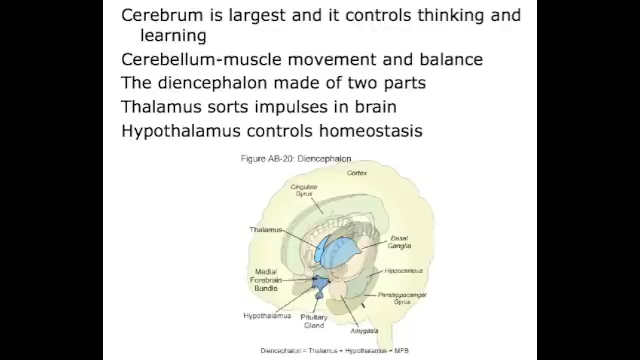 Cerebrum is largest and it controls thinking and
learning
Cerebellum-muscle movement and balance
The diencephalon made of two parts
Thalamus sorts impulses in brain
Hypothalamus controls homeostasis
Figure AB-20: Diencephalon
Cortex
Cingulate
Gyrus
Thalamus
Basal
Ganglia
Medial
Forebrain
Bundle
Hippocampus
Parahippocampal
Gyrus
Hypothalamus
Pituitary
Gland
Amygdala
Diencephalon = Thalamus + Hypothalamus + MFB